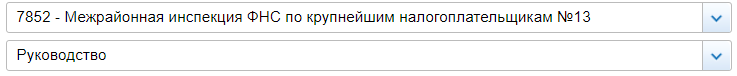 7852 - Межрайонная инспекция ФНС по крупнейшим налогоплательщикам №13
Руководство